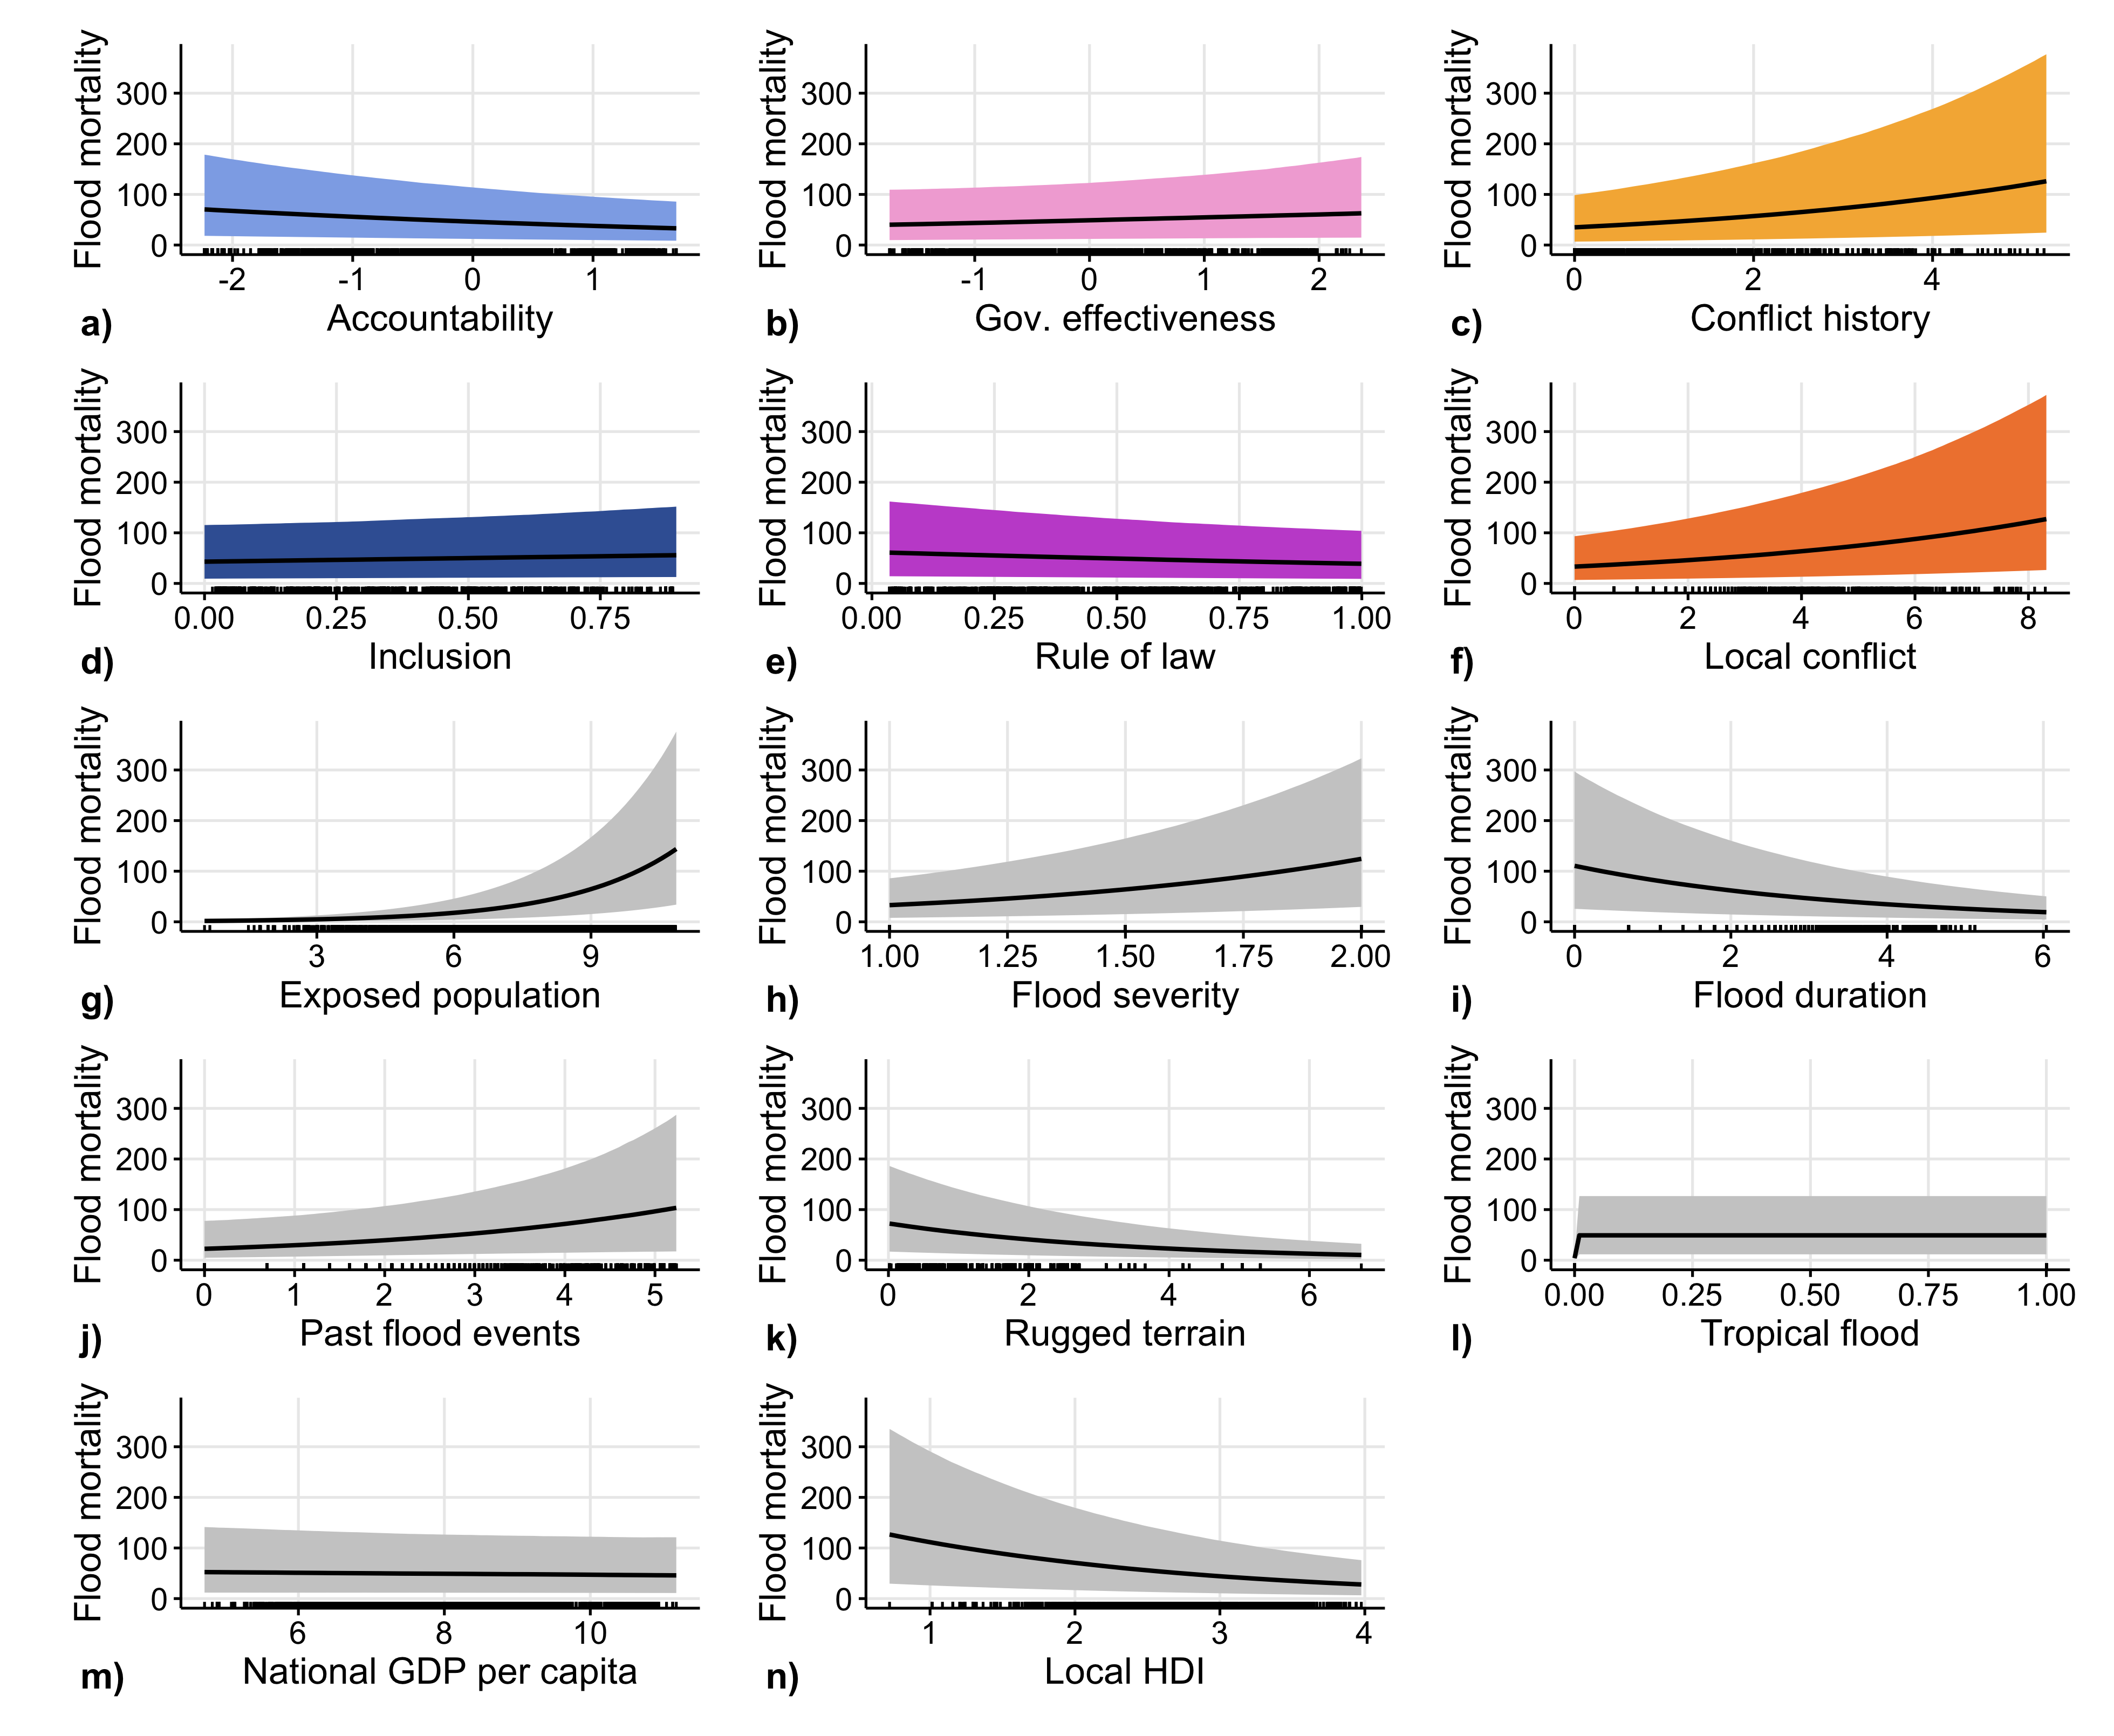 Flood mortality
300
200
100
0
-2 -1 0 1
a) Accountability
Flood mortality
300
200
100
0
-1 0 1 2
b) Gov. effectiveness
Flood mortality
300
200
100
0
0 2 4
c) Conflict history
Flood mortality
300
200
100
0
0.00 0.25 0.50 0.75
d) Inclusion
Flood mortality
300
200
100
0
0.00 0.25 0.50 0.75 1.00
e) Rule of law
Flood mortality
300
200
100
0
0 2 4 6 8
f) Local conflict
Flood mortality
300
200
100
0
3 6 9
g) Exposed population
Flood mortality
300
200
100
0
1.00 1.25 1.50 1.75 2.00
h) Flood severity
Flood mortality
300
200
100
0
0 2 4 6
i) Flood duration
Flood mortality
300
200
100
0
0 1 2 3 4 5
j) Past flood events
Flood mortality
300
200
100
0
0 2 4 6
k) Rugged terrain
Flood mortality
300
200
100
0
0.00 0.25 0.50 0.75 1.00
l) Tropical flood
Flood mortality
300
200
100
0
6 8 10
m) National GDP per capita
Flood mortality
300
200
100
0
1 2 3 4
n) Local HDI